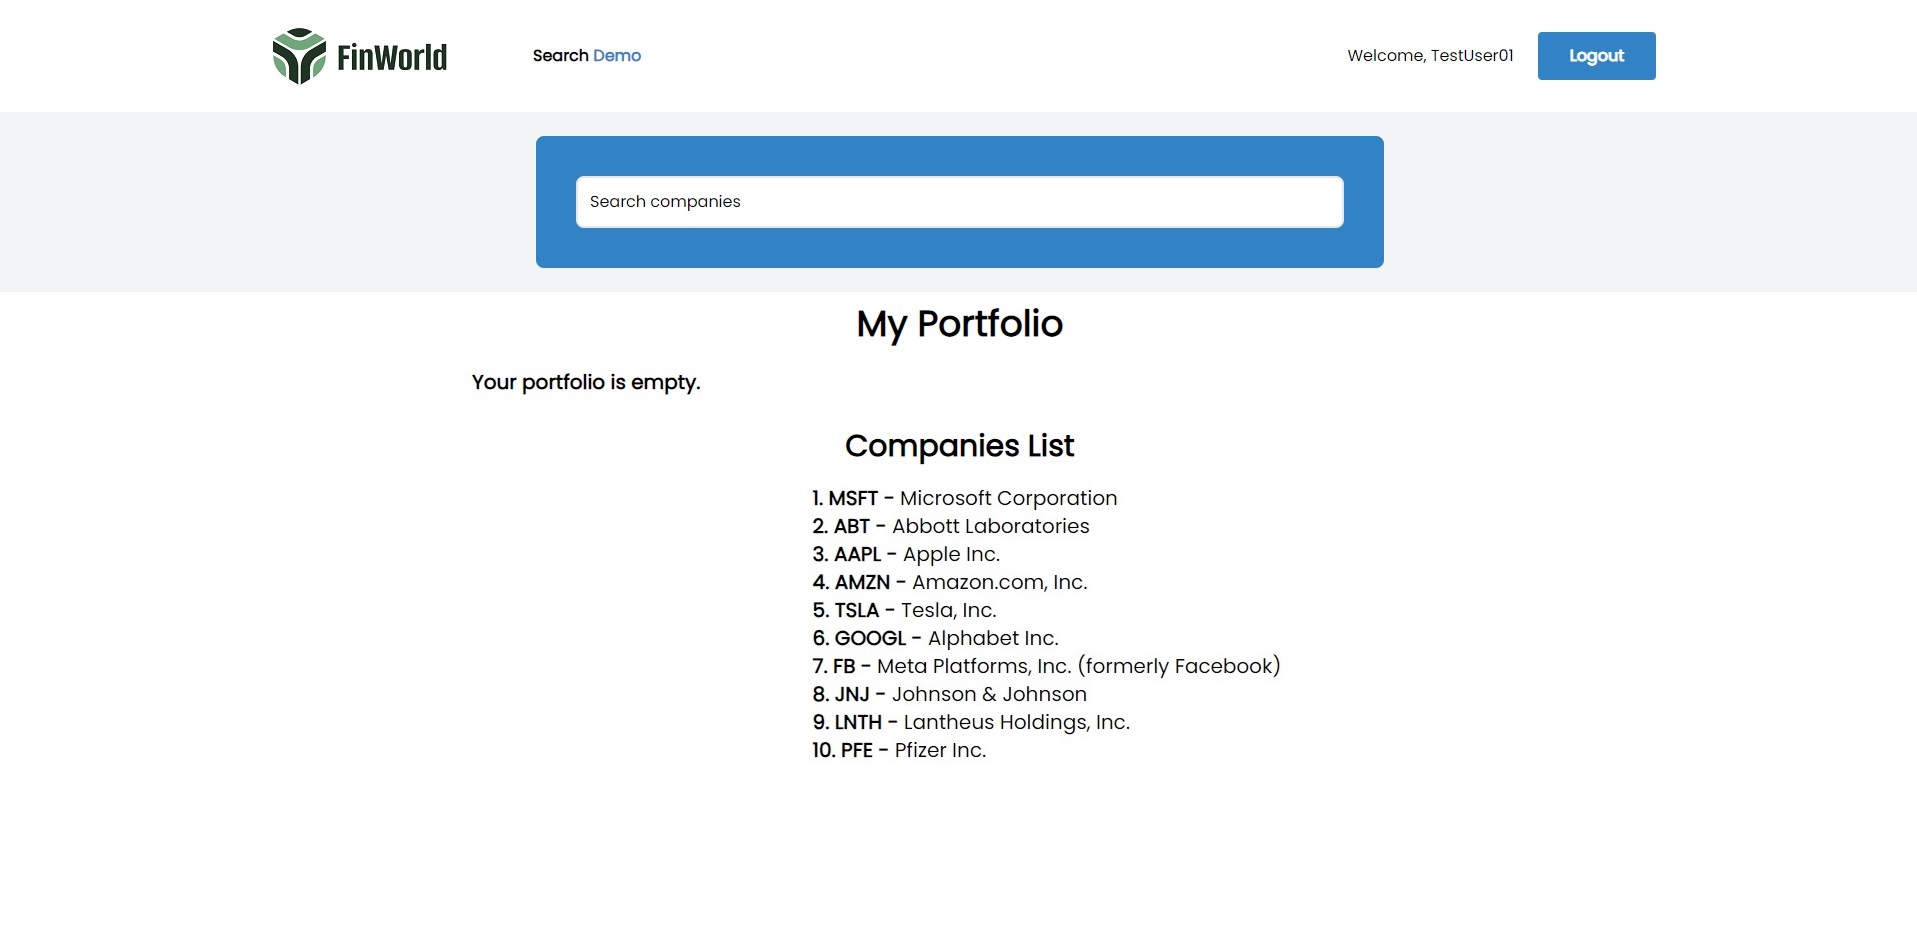 FinWorld
Search Demo
Welcome, TestUser01
Logout
Search companies
My Portfolio
Your portfolio is empty.
Companies List
1. MSFT - Microsoft Corporation
2. ABT - Abbott Laboratories
3. AAPL - Apple Inc.
4. AMZN - Amazon.com, Inc.
5. TSLA - Tesla, Inc.
6. GOOGL - Alphabet Inc.
7. FB - Meta Platforms, Inc. (formerly Facebook)
8. JNJ - Johnson & Johnson
9. LNTH - Lantheus Holdings, Inc.
10. PFE - Pfizer Inc.